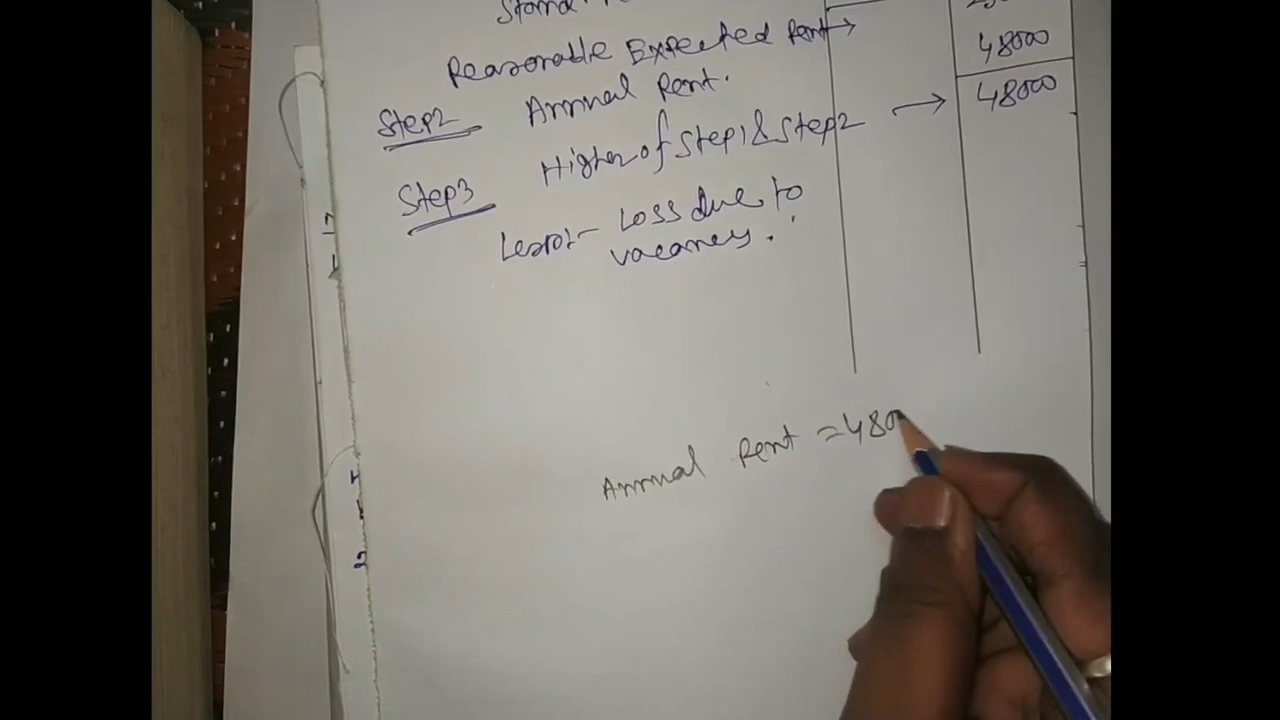 Reasonable Expected Rent →
48000
Step2 Annual Rent.
→ 48000
Higher of Step1 & Step2
Step3
Less:- Loss due to
vacancy.
Annual Rent = 480